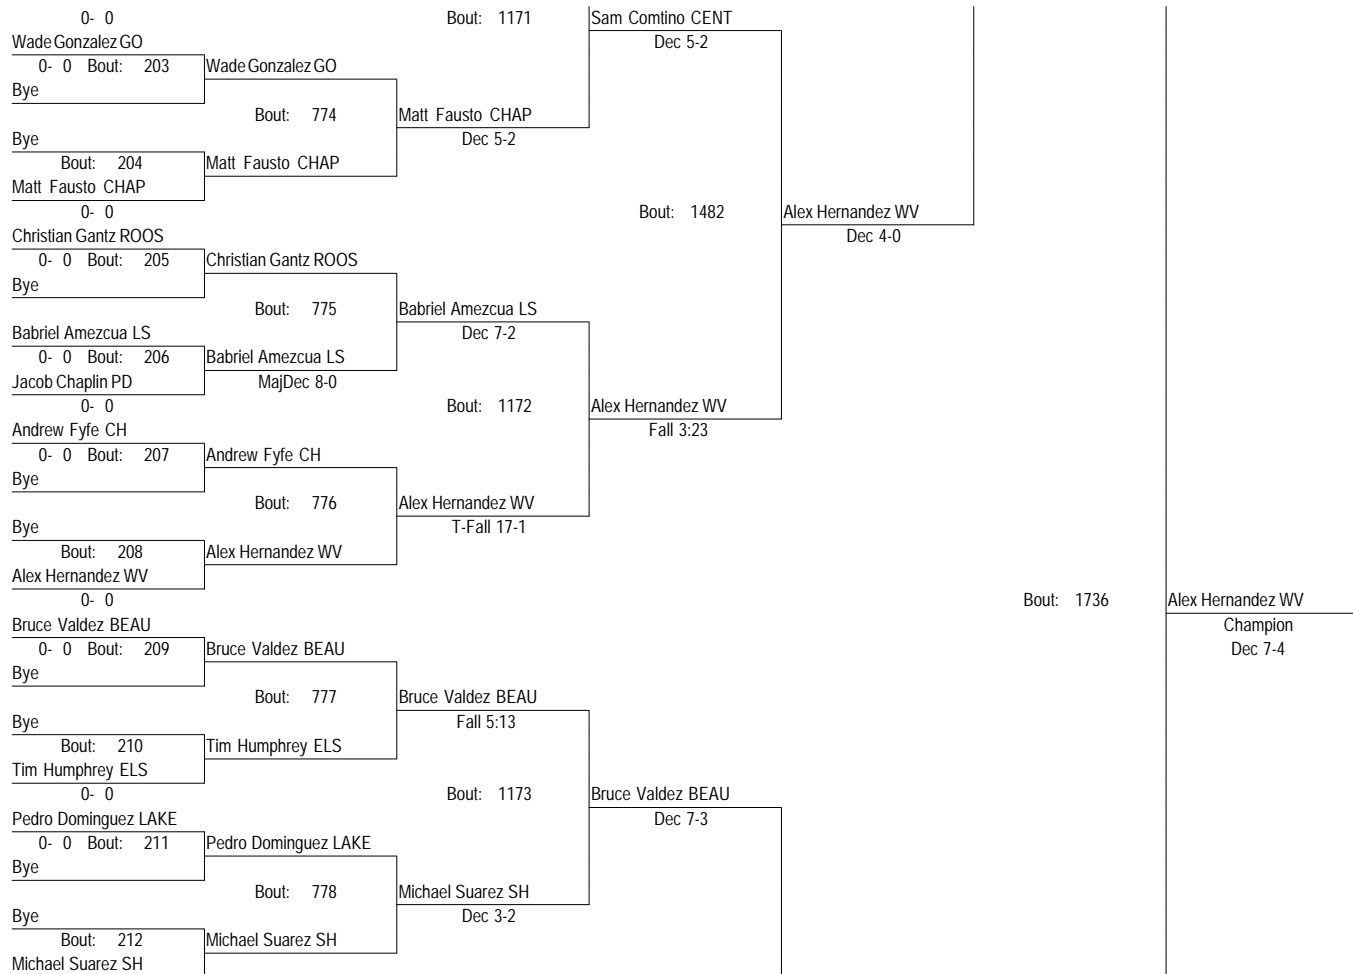 0- 0 Bout: 1171 Sam Comtino CENT
Wade Gonzalez GO Dec 5-2
0- 0 Bout: 203 Wade Gonzalez GO
Bye
Bout: 774 Matt Fausto CHAP
Bye Dec 5-2
Bout: 204 Matt Fausto CHAP
Matt Fausto CHAP
0- 0 Bout: 1482 Alex Hernandez WV
Christian Gantz ROOS Dec 4-0
0- 0 Bout: 205 Christian Gantz ROOS
Bye
Bout: 775 Babriel Amezcua LS
Babriel Amezcua LS Dec 7-2
0- 0 Bout: 206 Babriel Amezcua LS
Jacob Chaplin PD MajDec 8-0
0- 0 Bout: 1172 Alex Hernandez WV
Andrew Fyfe CH Fall 3:23
0- 0 Bout: 207 Andrew Fyfe CH
Bye
Bout: 776 Alex Hernandez WV
Bye T-Fall 17-1
Bout: 208 Alex Hernandez WV
Alex Hernandez WV
0- 0 Bout: 1736 Alex Hernandez WV
Bruce Valdez BEAU Champion
0- 0 Bout: 209 Bruce Valdez BEAU Dec 7-4
Bye
Bout: 777 Bruce Valdez BEAU
Bye Fall 5:13
Bout: 210 Tim Humphrey ELS
Tim Humphrey ELS
0- 0 Bout: 1173 Bruce Valdez BEAU
Pedro Dominguez LAKE Dec 7-3
0- 0 Bout: 211 Pedro Dominguez LAKE
Bye
Bout: 778 Michael Suarez SH
Bye Dec 3-2
Bout: 212 Michael Suarez SH
Michael Suarez SH